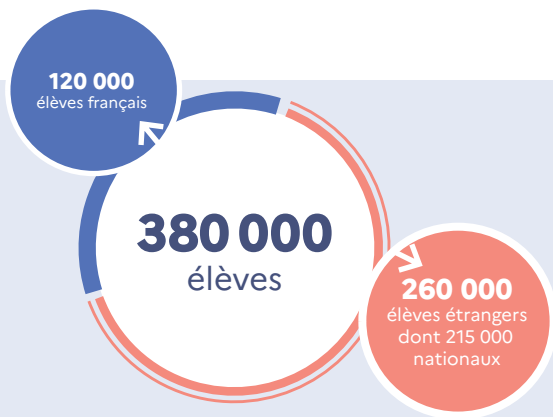 120 000
élèves français
380 000
élèves
260 000
élèves étrangers
dont 215 000
nationaux